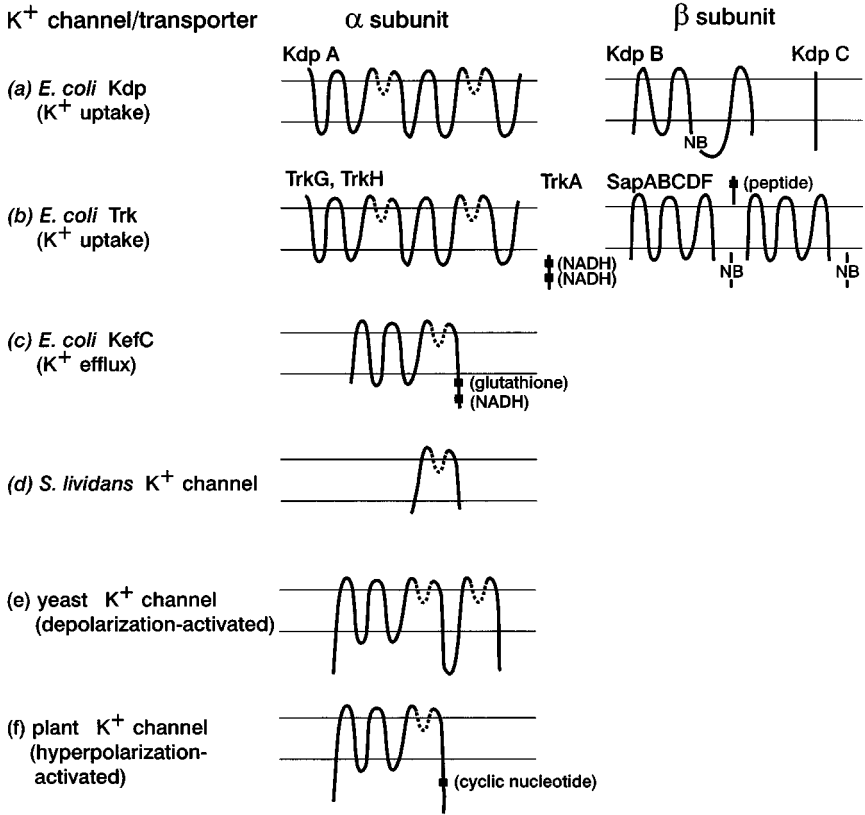 K+ channel/transporter α subunit β subunit
Kdp A Kdp B Kdp C
(a) E. coli Kdp
(K+ uptake)
NB
TrkG, TrkH TrkA SapABCDF (peptide)
(b) E. coli Trk
(K+ uptake)
(NADH) NB NB
(NADH)
(c) E. coli KefC
(K+ efflux)
(glutathione)
(NADH)
(d) S. lividans K+ channel
(e) yeast K+ channel
(depolarization-activated)
(f) plant K+ channel
(hyperpolarization-
activated)
(cyclic nucleotide)